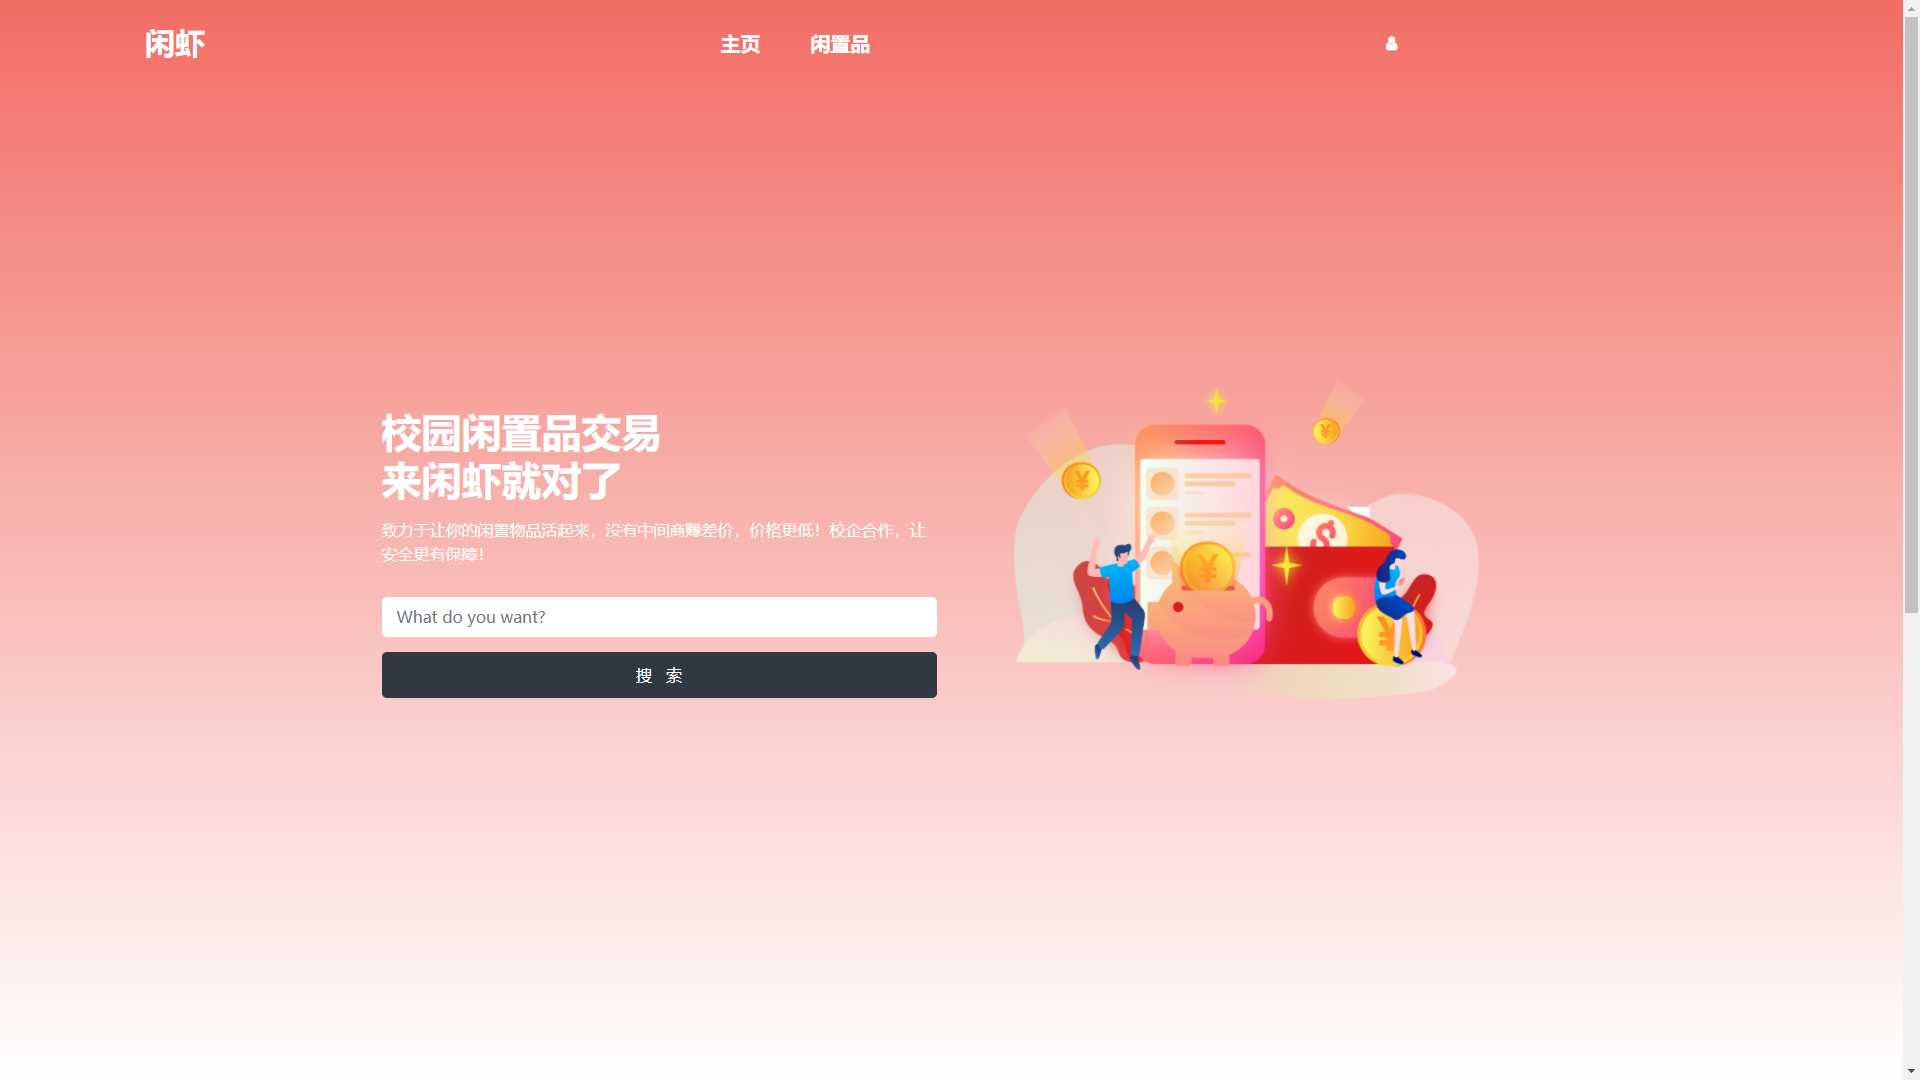 闲虾
主页
闲置品
校园闲置品交易
来闲虾就对了
致力于让你的闲置物品活起来，没有中间商赚差价，价格更低！校企合作，让
安全更有保障！
What do you want?
搜 索
¥
¥
¥
¥
$